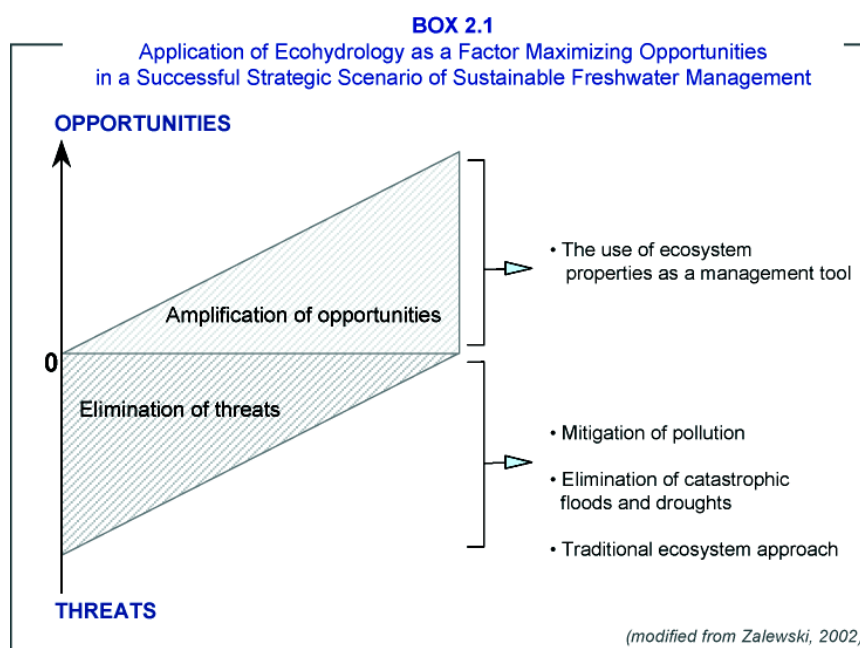 BOX 2.1
Application of Ecohydrology as a Factor Maximizing Opportunities
in a Successful Strategic Scenario of Sustainable Freshwater Management
OPPORTUNITIES
• The use of ecosystem
properties as a management tool
Amplification of opportunities
0
Elimination of threats
• Mitigation of pollution
• Elimination of catastrophic
floods and droughts
• Traditional ecosystem approach
THREATS
(modified from Zalewski, 2002)